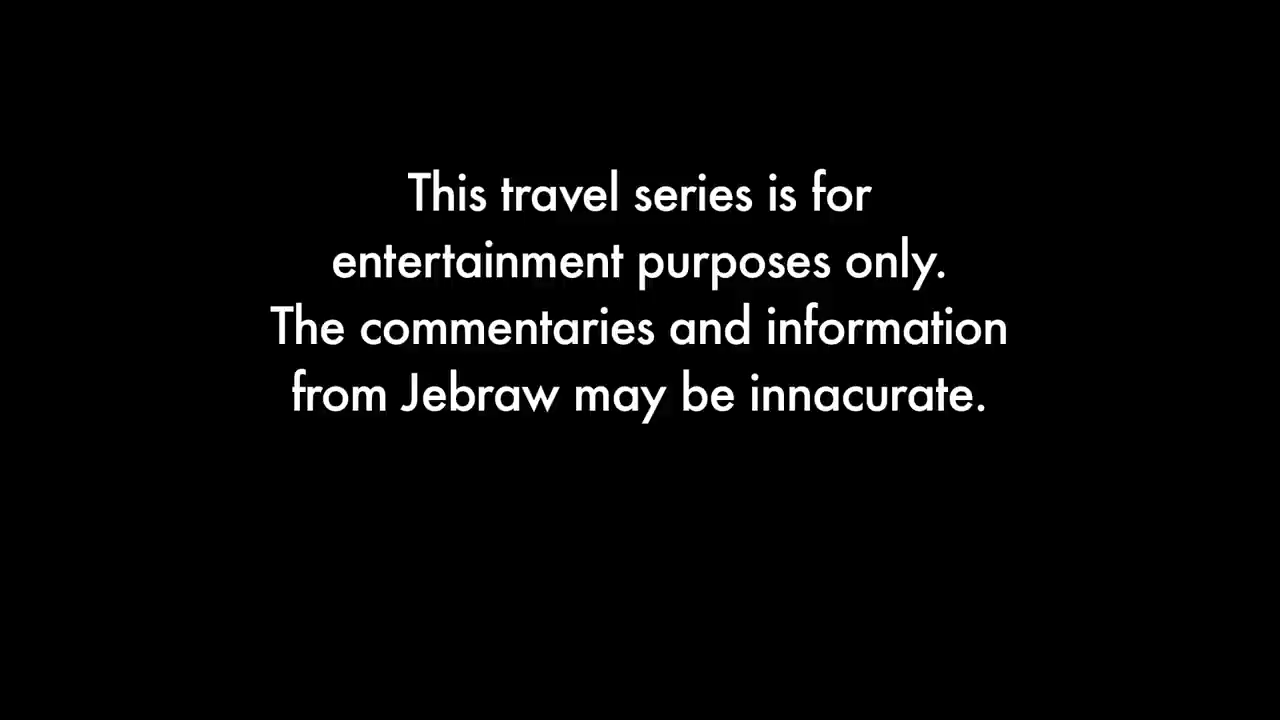 This travel series is for
entertainment purposes only.
The commentaries and information
from Jebraw may be innacurate.